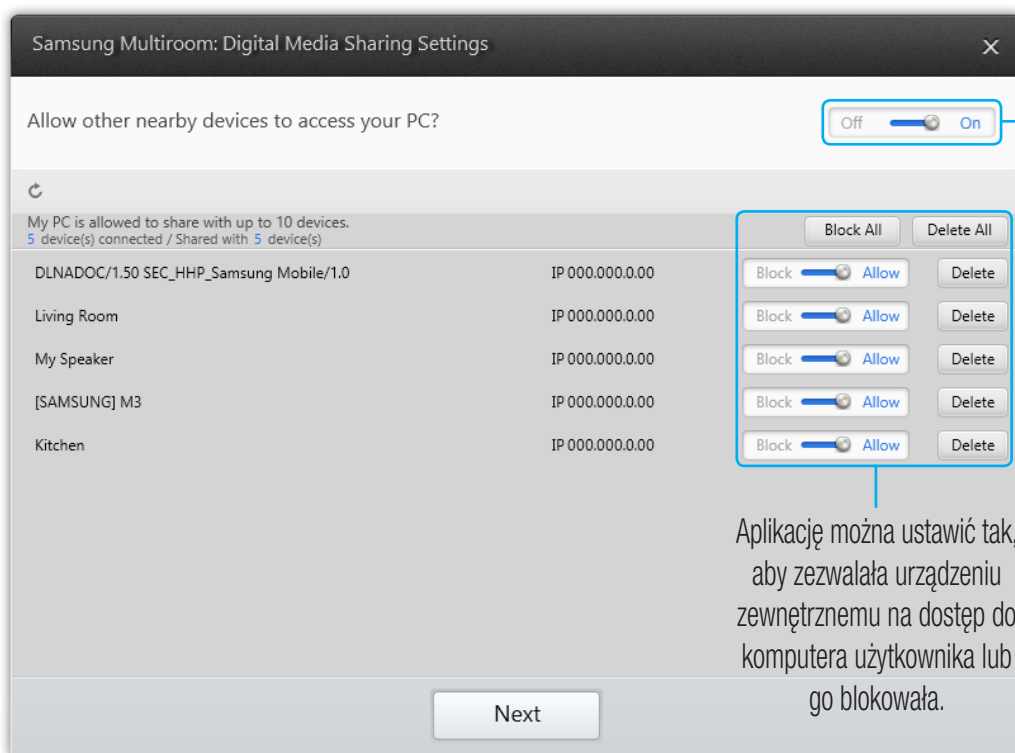 Samsung Multiroom: Digital Media Sharing Settings
Allow other nearby devices to access your PC?
Off On
My PC is allowed to share with up to 10 devices.
5 device(s) connected / Shared with 5 device(s)
Block All Delete All
DLNADOC/1.50 SEC_HHP_Samsung Mobile/1.0 IP 000.000.0.00 Block Allow Delete
Living Room IP 000.000.0.00 Block Allow Delete
My Speaker IP 000.000.0.00 Block Allow Delete
[SAMSUNG] M3 IP 000.000.0.00 Block Allow Delete
Kitchen IP 000.000.0.00 Block Allow Delete
Aplikację można ustawić tak,
aby zezwalała urządzeniu
zewnętrznemu na dostęp do
komputera użytkownika lub
go blokowała.
Next